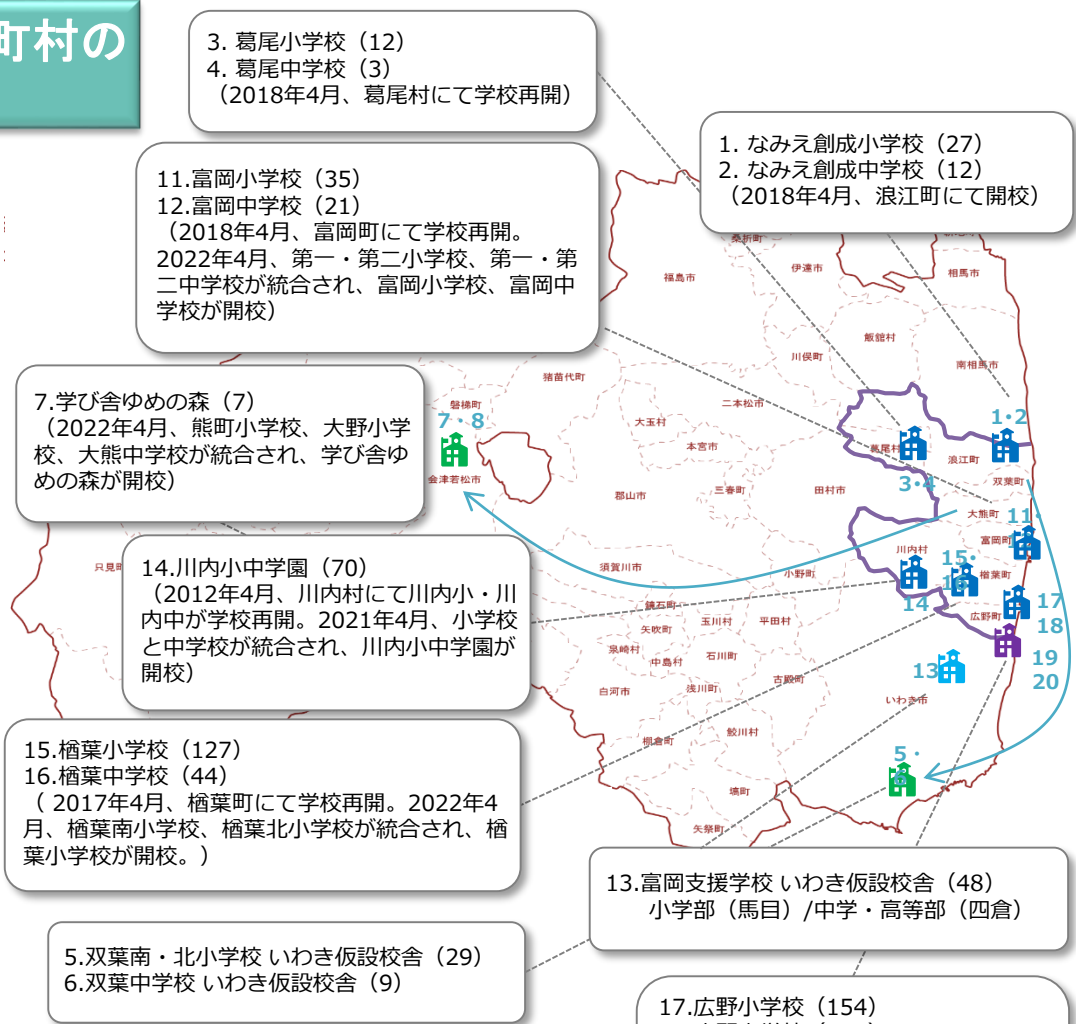 町村の
3. 葛尾小学校（12）
4. 葛尾中学校（3）
（2018年4月、葛尾村にて学校再開）
1. なみえ創成小学校（27）
2. なみえ創成中学校（12）
（2018年4月、浪江町にて開校）
11.富岡小学校（35）
12.富岡中学校（21）
（2018年4月、富岡町にて学校再開。
2022年4月、第一・第二小学校、第一・第
二中学校が統合され、富岡小学校、富岡中
学校が開校）
7.学び舎ゆめの森（7）
（2022年4月、熊町小学校、大野小学
校、大熊中学校が統合され、学び舎ゆ
めの森が開校）
14.川内小中学園（70）
（2012年4月、川内村にて川内小・川
内中が学校再開。2021年4月、小学校
と中学校が統合され、川内小中学園が
開校）
15.楢葉小学校（127）
16.楢葉中学校（44）
（ 2017年4月、楢葉町にて学校再開。2022年4
月、楢葉南小学校、楢葉北小学校が統合され、楢
葉小学校が開校。）
13.富岡支援学校 いわき仮設校舎（48）
小学部（馬目）/中学・高等部（四倉）
5.双葉南・北小学校 いわき仮設校舎（29）
6.双葉中学校 いわき仮設校舎（9）
17.広野小学校（154）
桑折町
伊達市
相馬市
福島市
飯舘村
川俣町
南相馬市
猪苗代町
二本松市
磐梯町
7・8
大玉村
1・2
本宮市
葛尾村
浪江町
会津若松市
3・4
双葉町
郡山市
三春町
田村市
大熊町
11・
富岡町
只見町
須賀川市
小野町
川内村
15・
16
楢葉町
14
鏡石町
玉川村
平田村
広野町
17
18
矢吹町
泉崎村
中島村
石川町
19
20
13
古殿町
白河市
浅川町
いわき市
棚倉町
鮫川村
5・
塙町
矢祭町